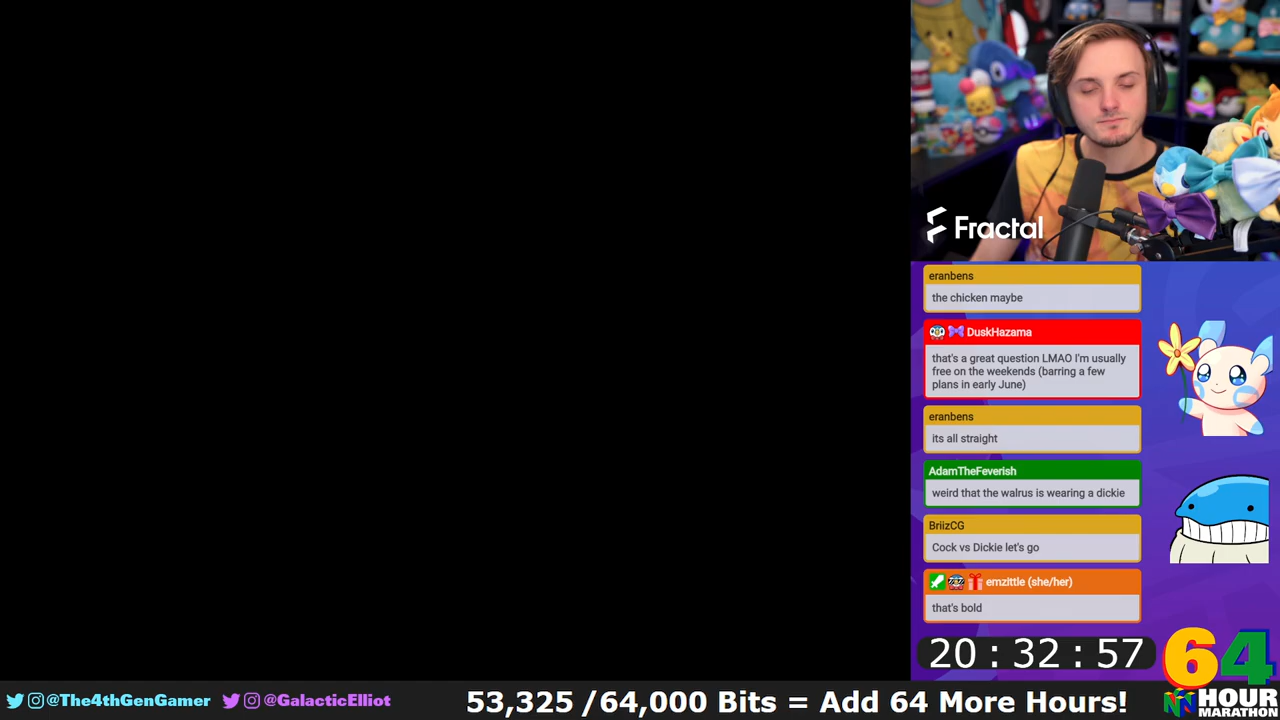 Fractal
eranbens
the chicken maybe
DuskHazama
that's a great question LMAO I'm usually
free on the weekends (barring a few
plans in early June)
eranbens
its all straight
AdamTheFeverish
weird that the walrus is wearing a dickie
BriizCG
Cock vs Dickie let's go
emzittle (she/her)
that's bold
20 : 32 : 57
64
HOUR
MARATHON
@The4thGenGamer
@GalacticElliot
53,325 / 64,000 Bits = Add 64 More Hours!